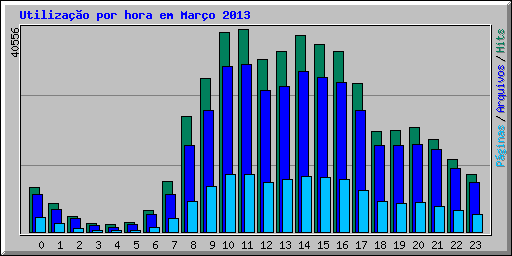 Utilização por hora em Março 2013
40556
Páginas / Arquivos / Hits
0 1 2 3 4 5 6 7 8 9 10 11 12 13 14 15 16 17 18 19 20 21 22 23